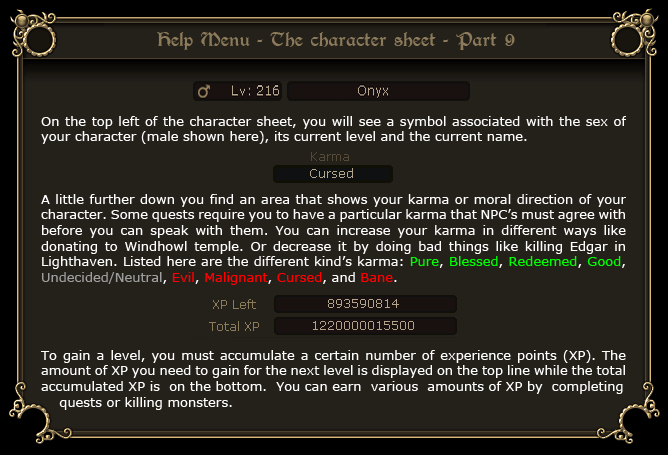 Help Menu - The character sheet - Part 9
♂ Lv: 216 Onyx
On the top left of the character sheet, you will see a symbol associated with the sex of
your character (male shown here), its current level and the current name.
Karma
Cursed
A little further down you find an area that shows your karma or moral direction of your
character. Some quests require you to have a particular karma that NPC's must agree with
before you can speak with them. You can increase your karma in different ways like
donating to Windhowl temple. Or decrease it by doing bad things like killing Edgar in
Lighthaven. Listed here are the different kind's karma: Pure, Blessed, Redeemed, Good,
Undecided/Neutral, Evil, Malignant, Cursed, and Bane.
XP Left 893590814
Total XP 1220000015500
To gain a level, you must accumulate a certain number of experience points (XP). The
amount of XP you need to gain for the next level is displayed on the top line while the total
accumulated XP is on the bottom. You can earn various amounts of XP by completing
quests or killing monsters.